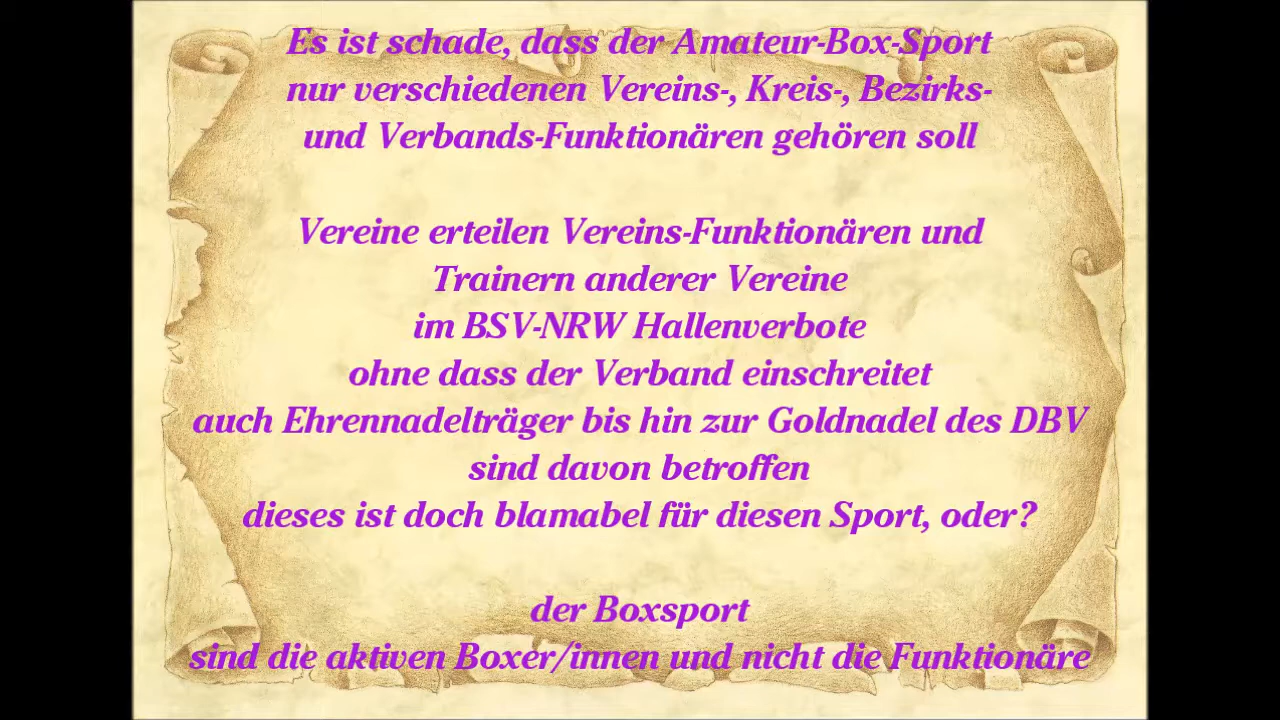 Es ist schade, dass der Amateur-Box-Sport
nur verschiedenen Vereins-, Kreis-, Bezirks-
und Verbands-Funktionären gehören soll
Vereine erteilen Vereins-Funktionären und
Trainern anderer Vereine
im BSV-NRW Hallenverbote
ohne dass der Verband einschreitet
auch Ehrennadelträger bis hin zur Goldnadel des DBV
sind davon betroffen
dieses ist doch blamabel für diesen Sport, oder?
der Boxsport
sind die aktiven Boxer/innen und nicht die Funktionäre